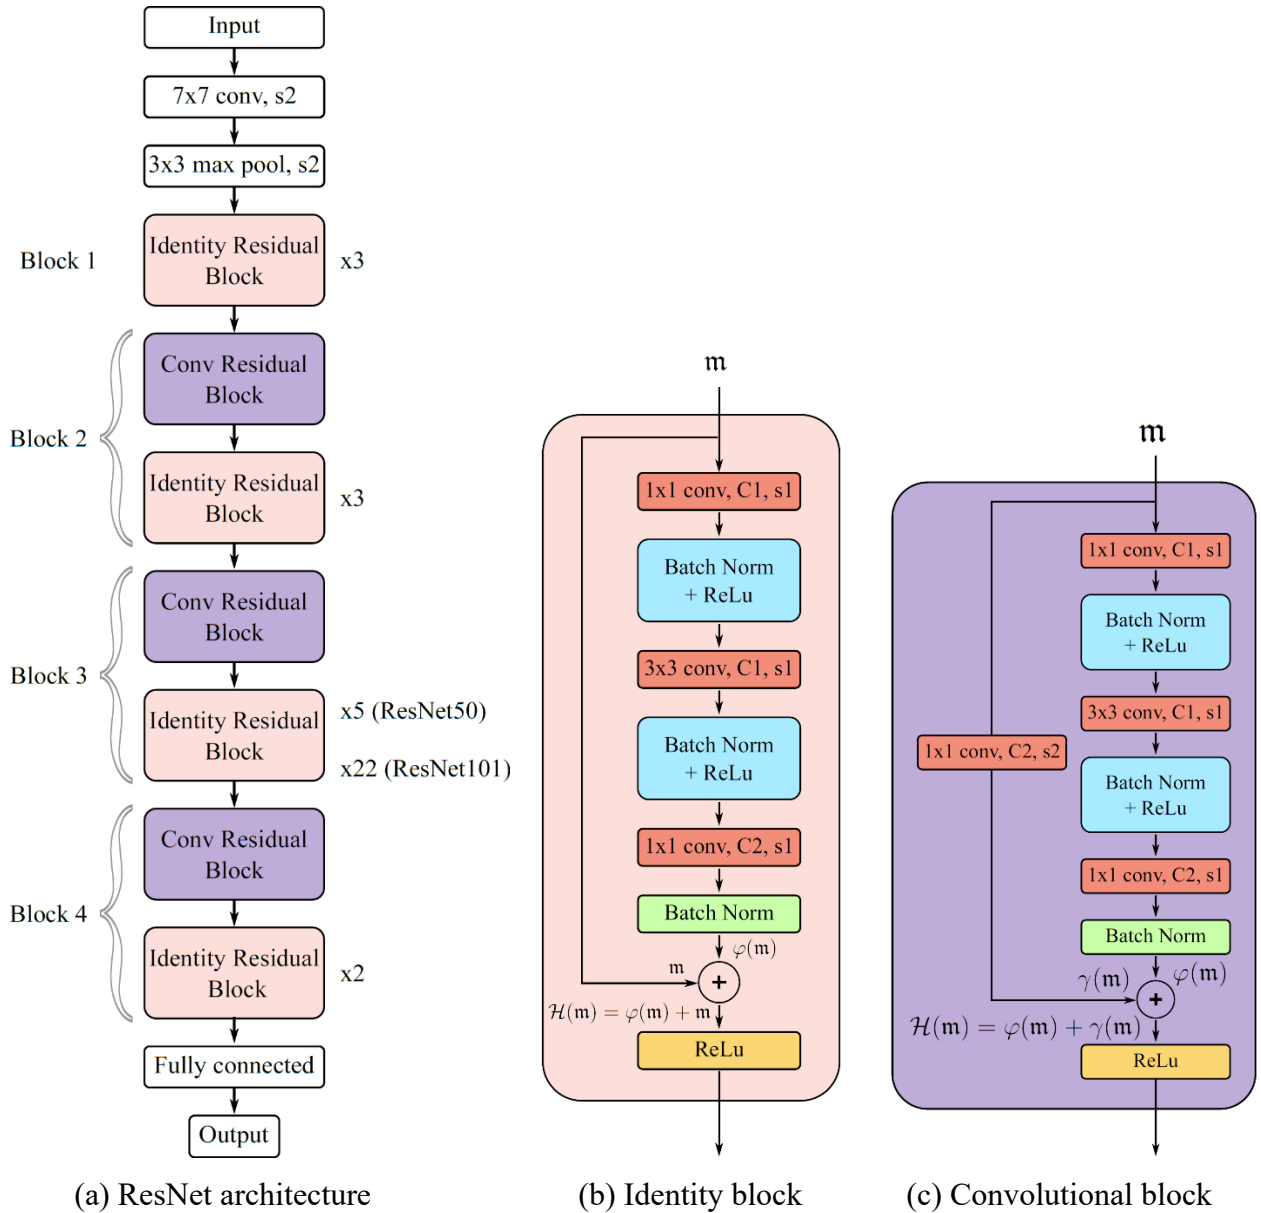 Input
7x7 conv, s2
3x3 max pool, s2
Block 1
Identity Residual
Block
x3
Block 2
Conv Residual
Block
Identity Residual
Block
x3
Block 3
Conv Residual
Block
Identity Residual
Block
x5 (ResNet50)
x22 (ResNet101)
Block 4
Conv Residual
Block
Identity Residual
Block
x2
Fully connected
Output
(a) ResNet architecture
𝔪
1x1 conv, C1, s1
Batch Norm
+ ReLu
3x3 conv, C1, s1
Batch Norm
+ ReLu
1x1 conv, C2, s1
Batch Norm
φ(𝔪)
𝔪
+
ℋ(𝔪) = φ(𝔪) + 𝔪
ReLu
(b) Identity block
𝔪
1x1 conv, C1, s1
Batch Norm
+ ReLu
3x3 conv, C1, s1
1x1 conv, C2, s2
Batch Norm
+ ReLu
1x1 conv, C2, s1
Batch Norm
γ(𝔪)
φ(𝔪)
+
ℋ(𝔪) = φ(𝔪) + γ(𝔪)
ReLu
(c) Convolutional block